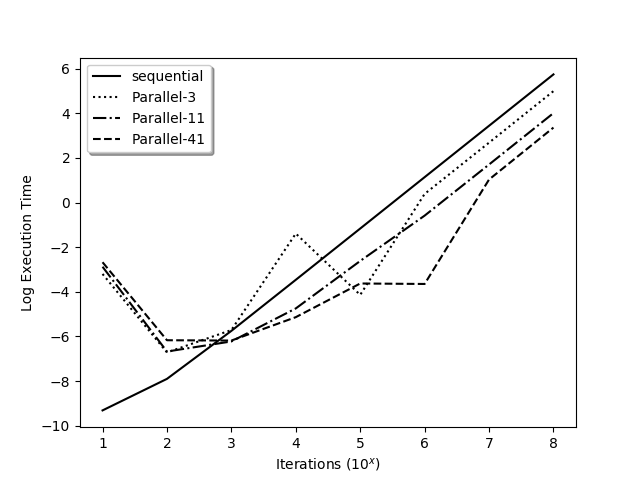 6
4
2
0
−2
−4
−6
−8
−10
Log Execution Time
sequential
Parallel-3
Parallel-11
Parallel-41
1 2 3 4 5 6 7 8
Iterations (10^x)